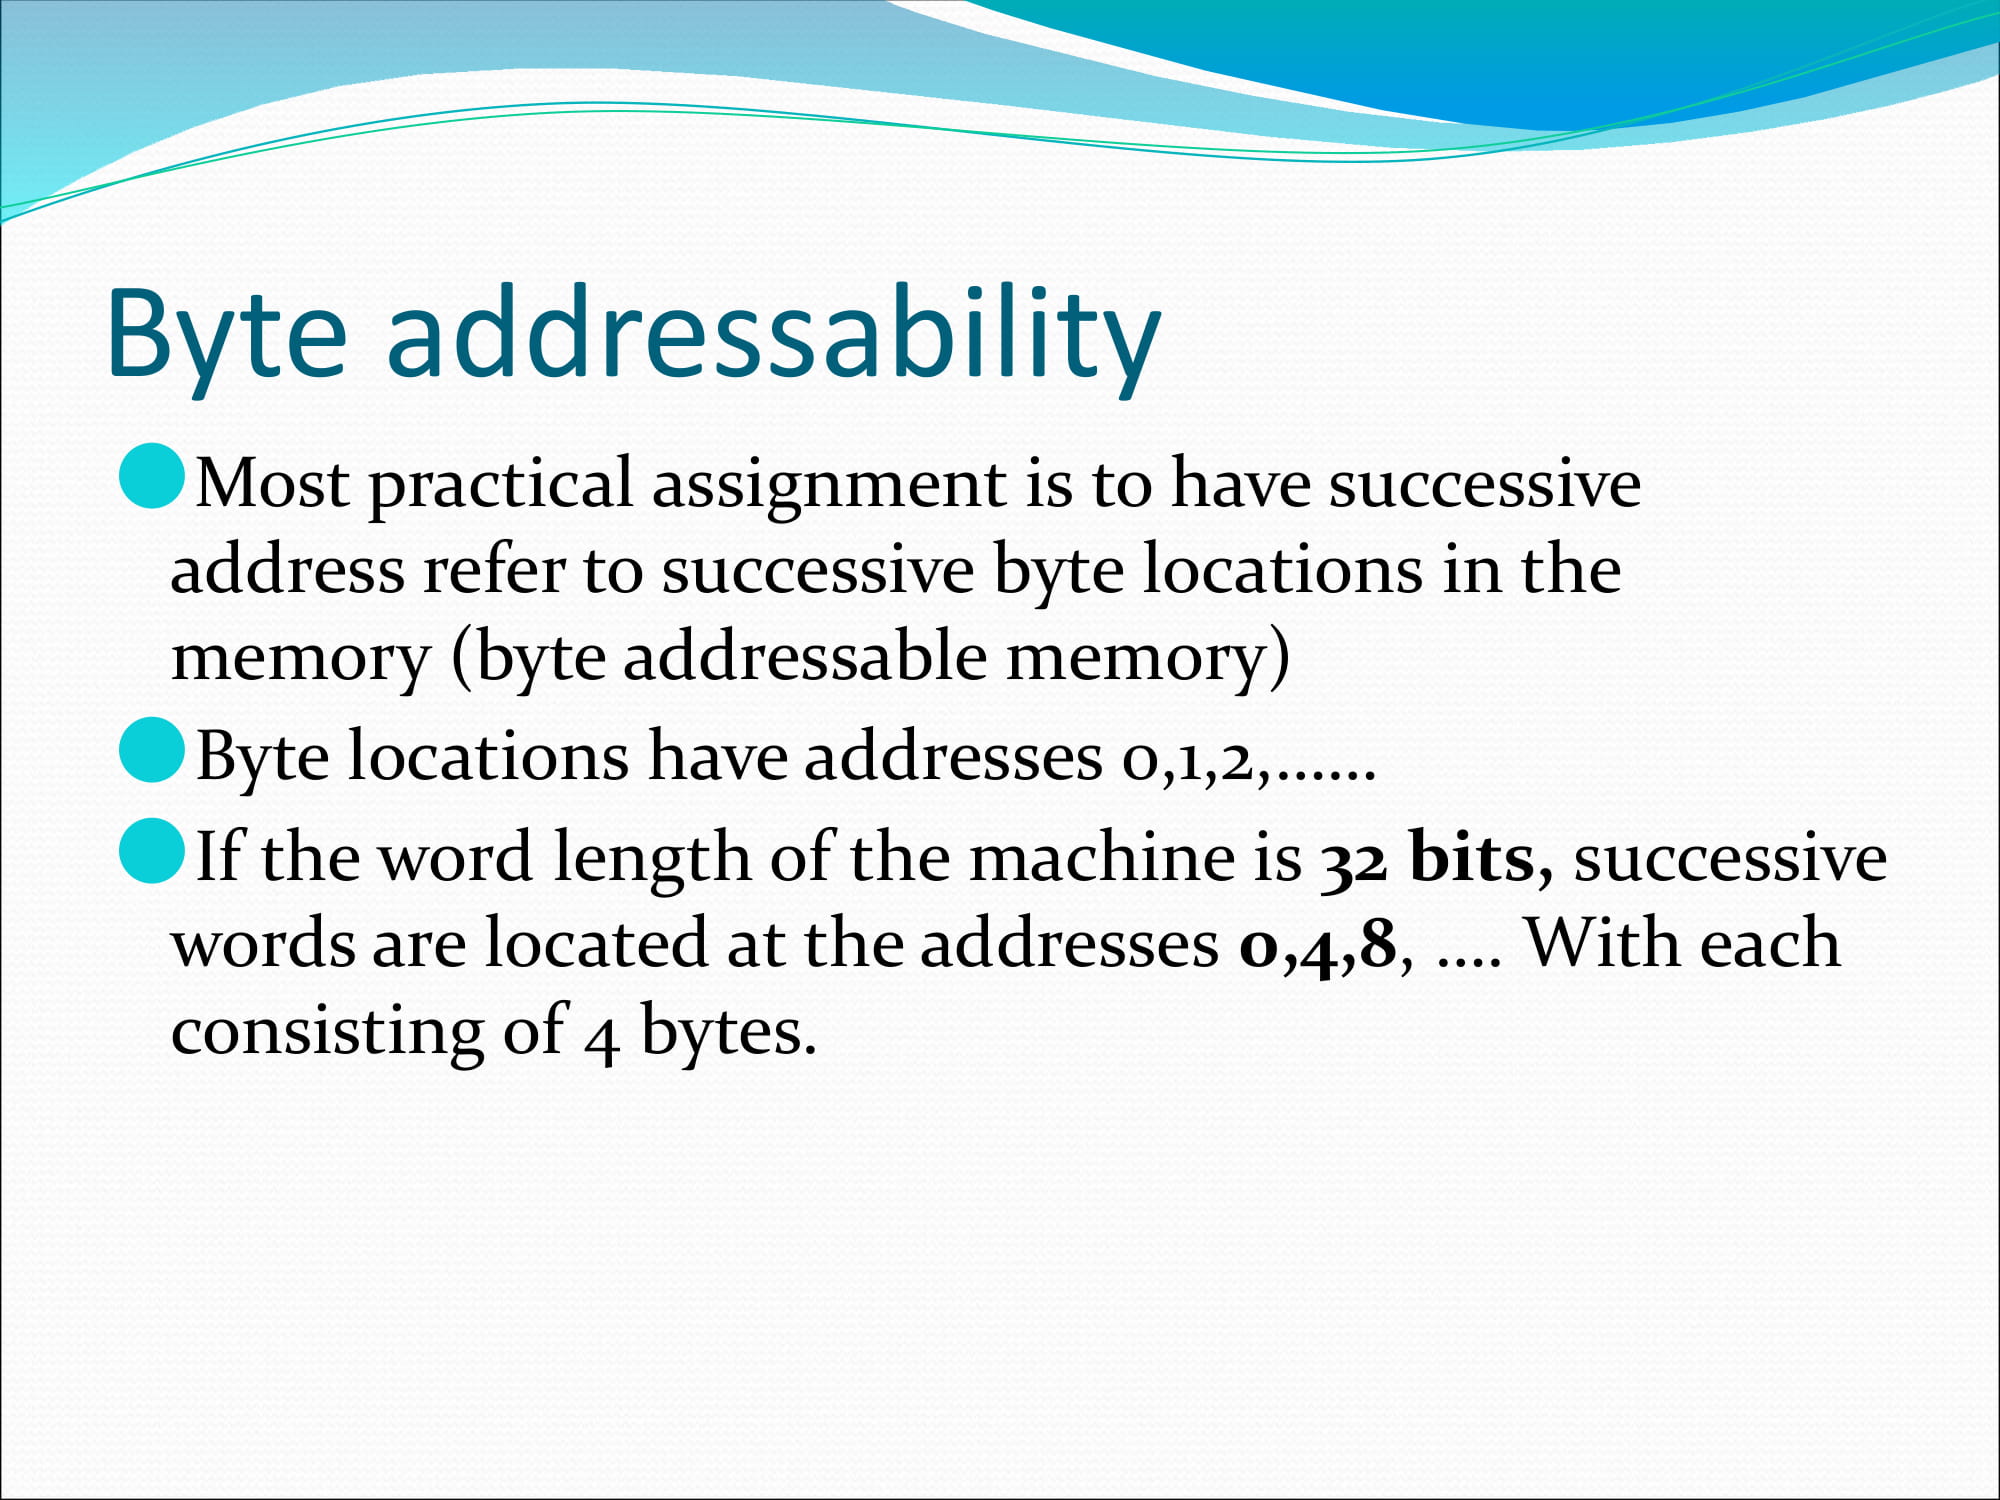 Byte addressability
Most practical assignment is to have successive
address refer to successive byte locations in the
memory (byte addressable memory)
Byte locations have addresses 0,1,2,......
If the word length of the machine is 32 bits, successive
words are located at the addresses 0,4,8, .... With each
consisting of 4 bytes.